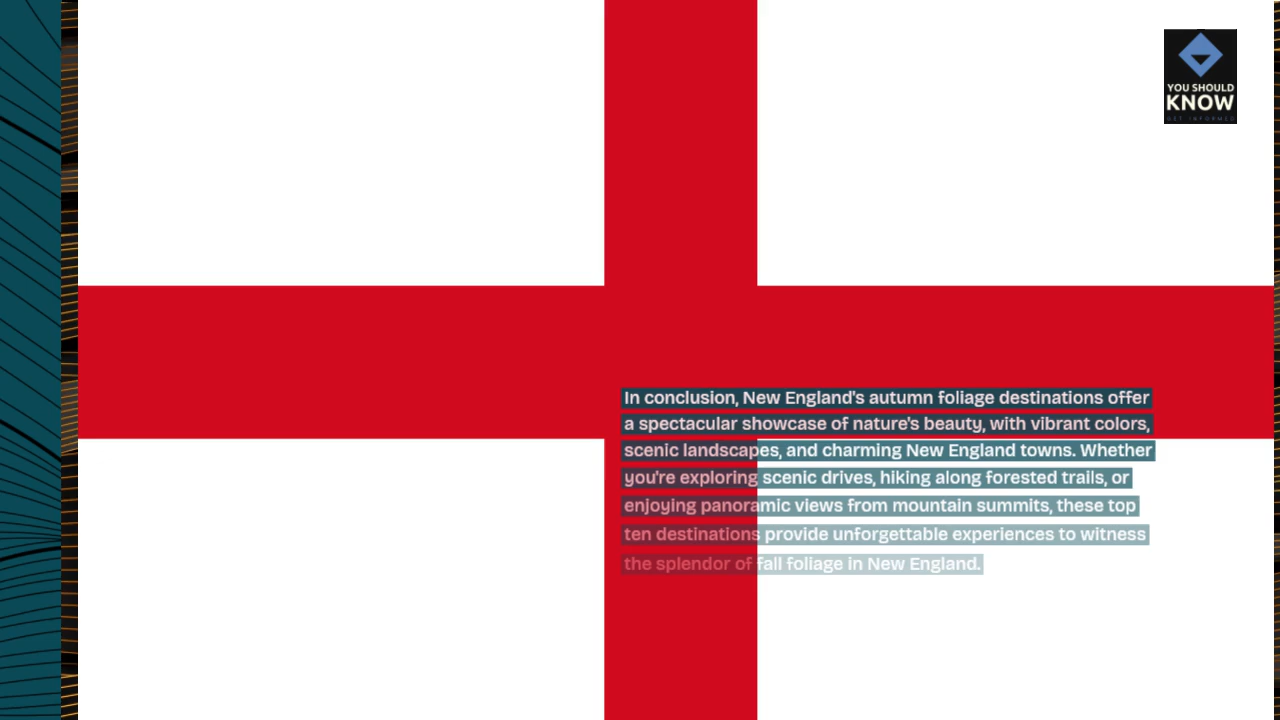 YOU SHOULD
KNOW
GET INFORMED
In conclusion, New England's autumn foliage destinations offer
a spectacular showcase of nature's beauty, with vibrant colors,
scenic landscapes, and charming New England towns. Whether
you're exploring scenic drives, hiking along forested trails, or
enjoying panoramic views from mountain summits, these top
ten destinations provide unforgettable experiences to witness
the splendor of fall foliage in New England.